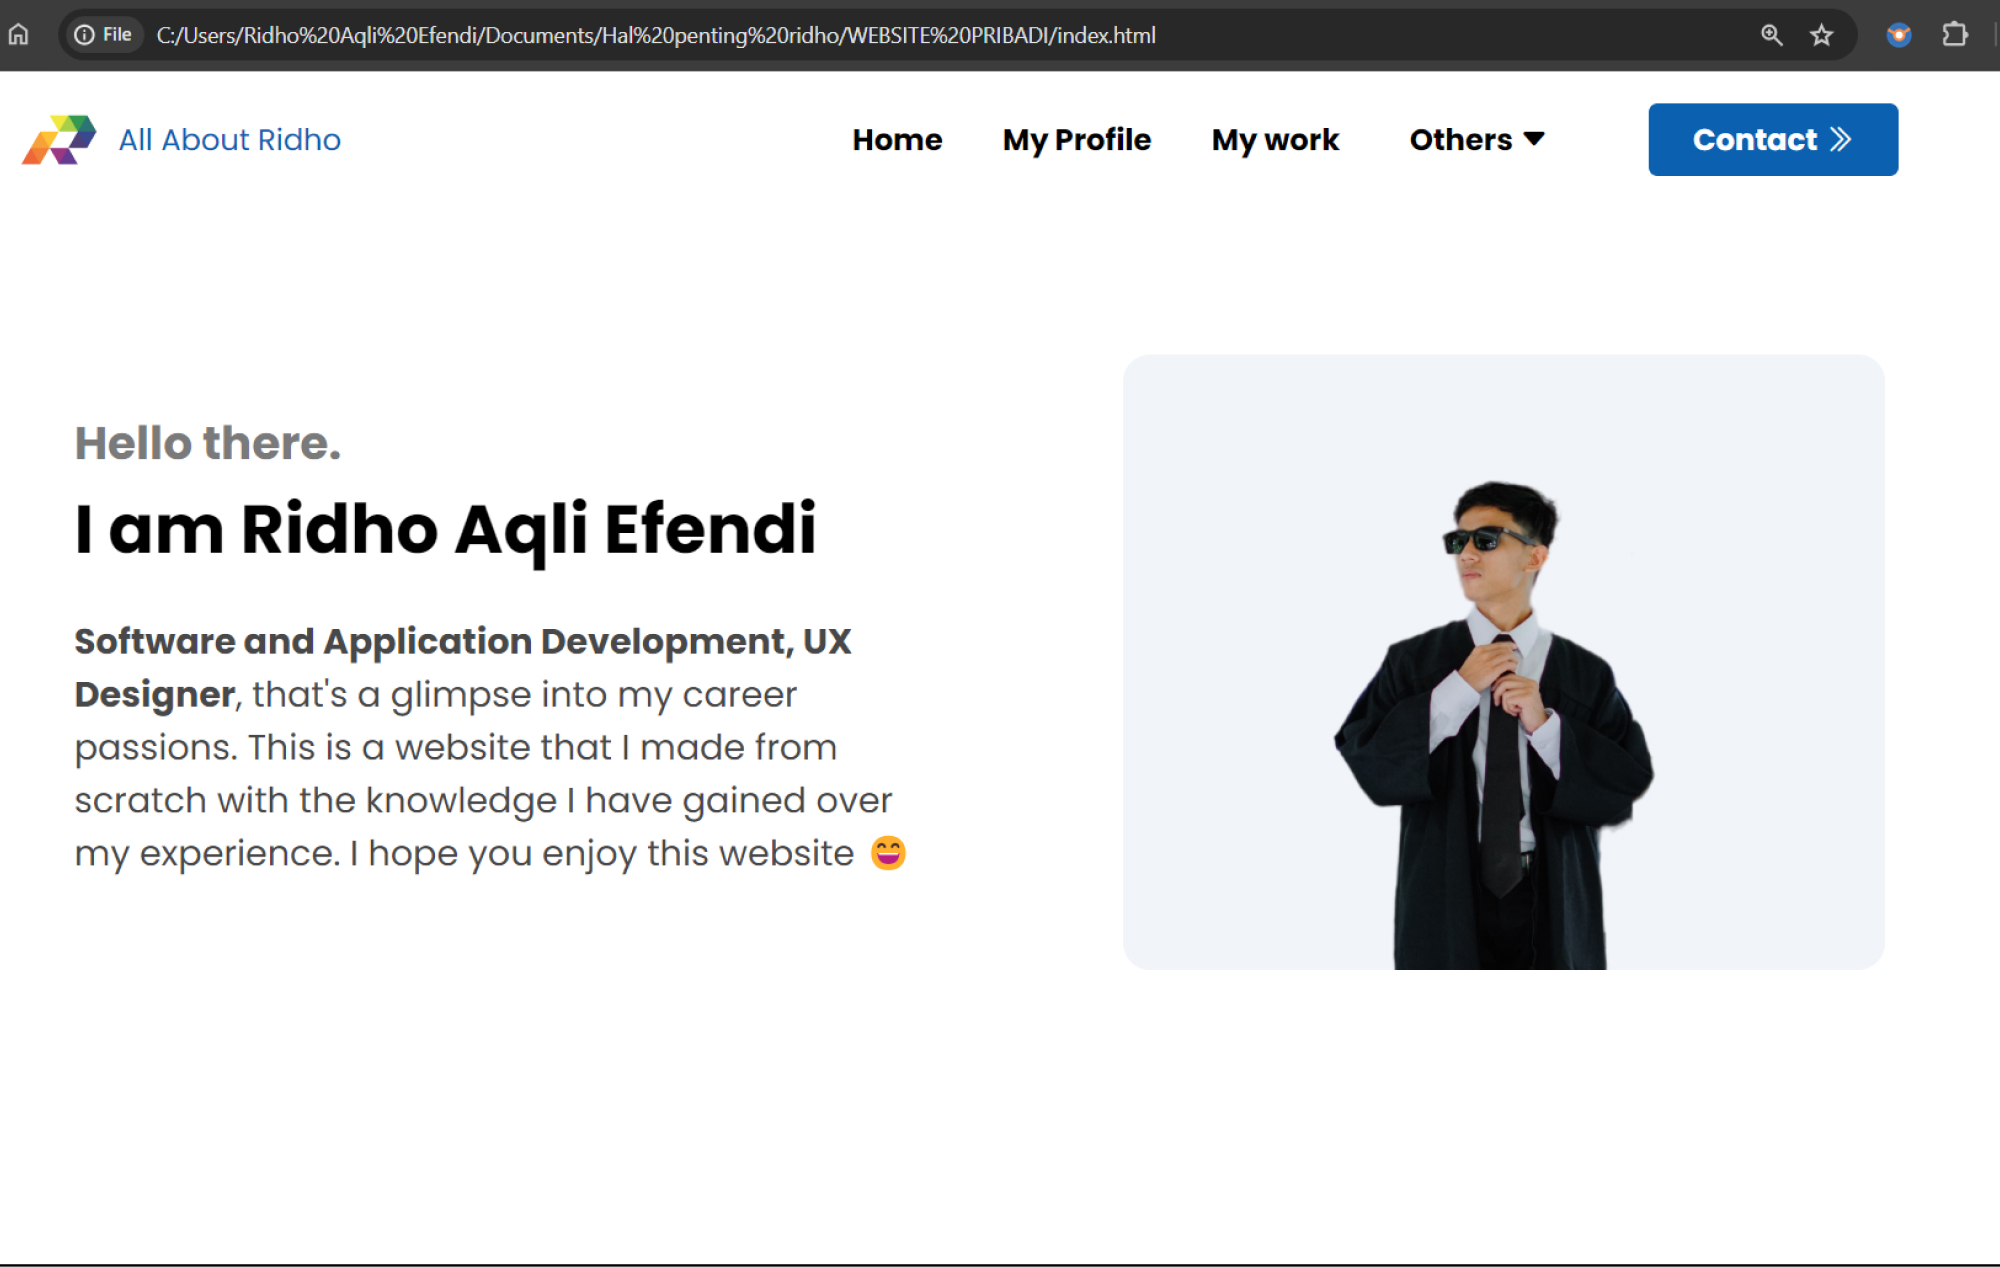 File C:/Users/Ridho%20Aqli%20Efendi/Documents/Hal%20penting%20ridho/WEBSITE%20PRIBADI/index.html
All About Ridho Home My Profile My work Others Contact
Hello there.
I am Ridho Aqli Efendi
Software and Application Development, UX
Designer, that's a glimpse into my career
passions. This is a website that I made from
scratch with the knowledge I have gained over
my experience. I hope you enjoy this website 😄